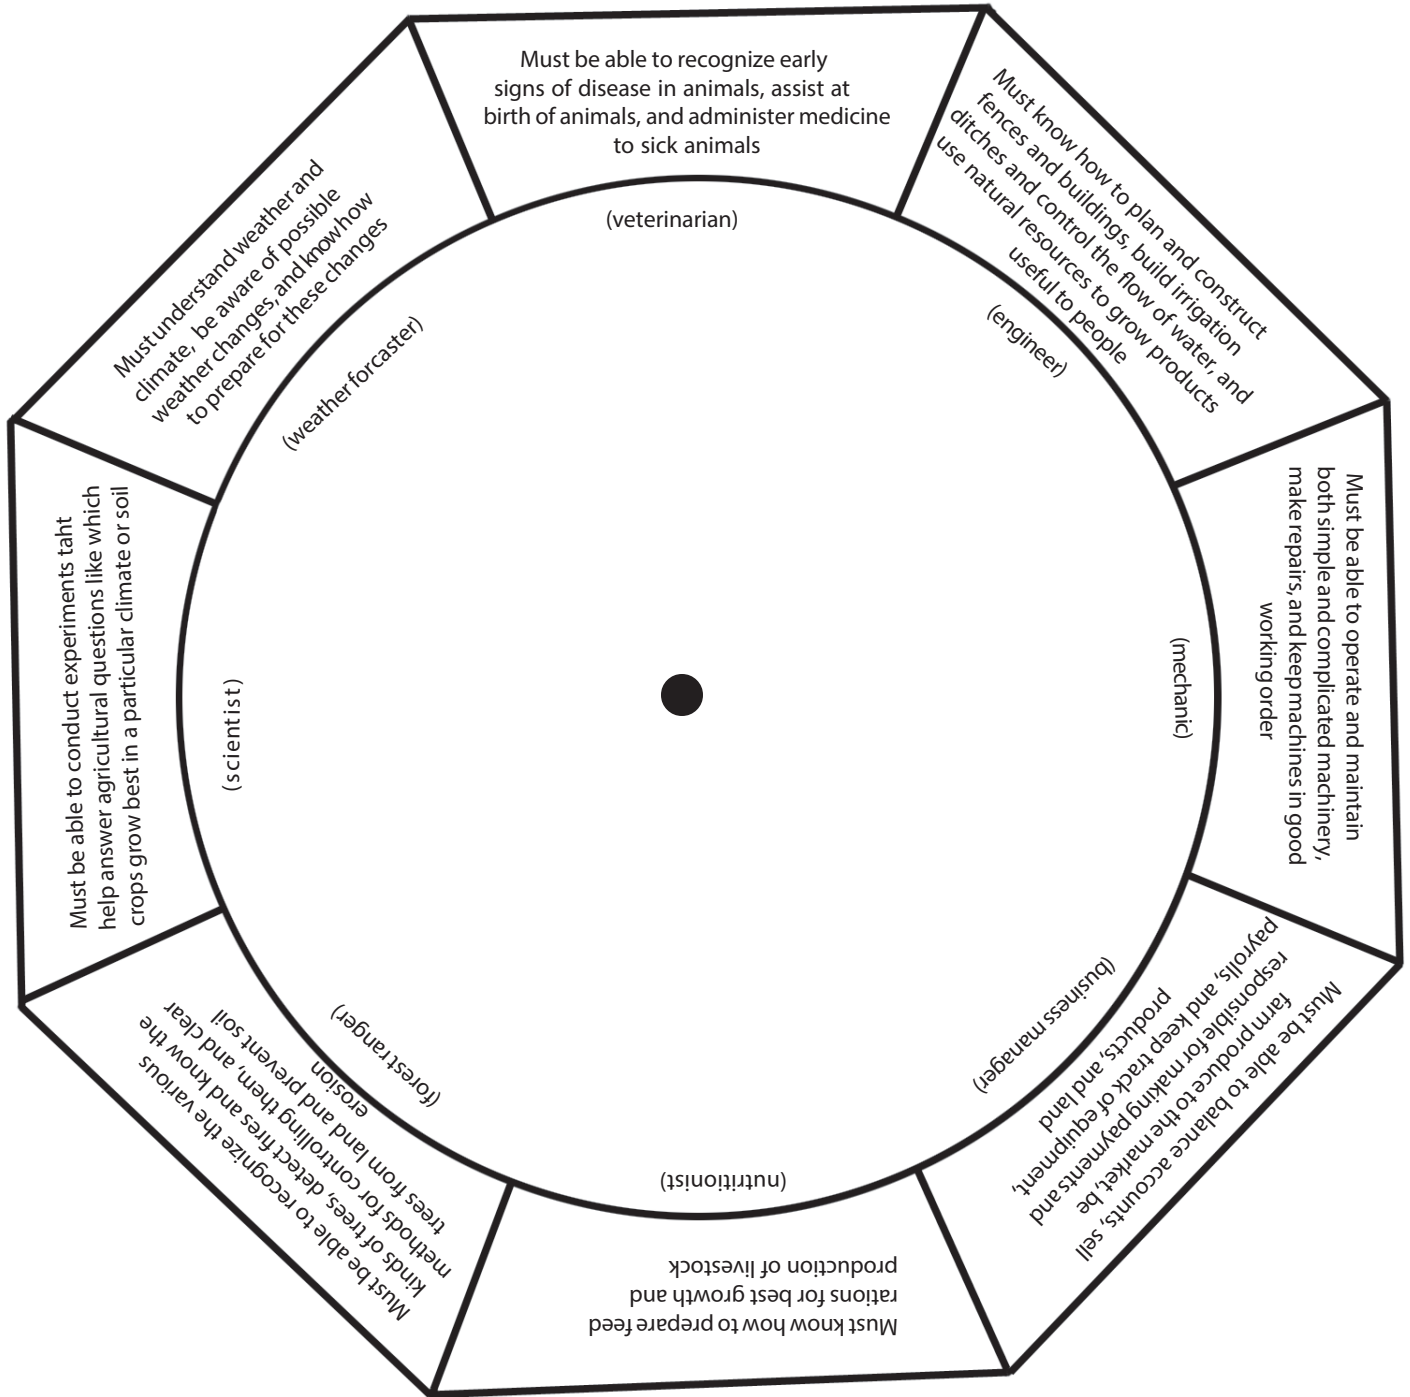 Must be able to recognize early
signs of disease in animals, assist at
birth of animals, and administer medicine
to sick animals
(veterinarian)
Must know how to plan and construct
fences and buildings, build irrigation
ditches and control the flow of water, and
use natural resources to grow products
useful to people
(engineer)
Must be able to operate and maintain
both simple and complicated machinery,
make repairs, and keep machines in good
working order
(mechanic)
Must be able to balance accounts, sell
farm produce to the market, be
responsible for making payments and
payrolls, and keep track of equipment,
products, and land
(business manager)
Must know how to prepare feed
rations for best growth and
production of livestock
(nutritionist)
Must be able to recognize the various
kinds of trees, detect fires and know the
methods for controlling them, and clear
trees from land and prevent soil
erosion
(forest ranger)
Must be able to conduct experiments taht
help answer agricultural questions like which
crops grow best in a particular climate or soil
(scientist)
Must understand weather and
climate, be aware of possible
weather changes, and know how
to prepare for these changes
(weather forcaster)